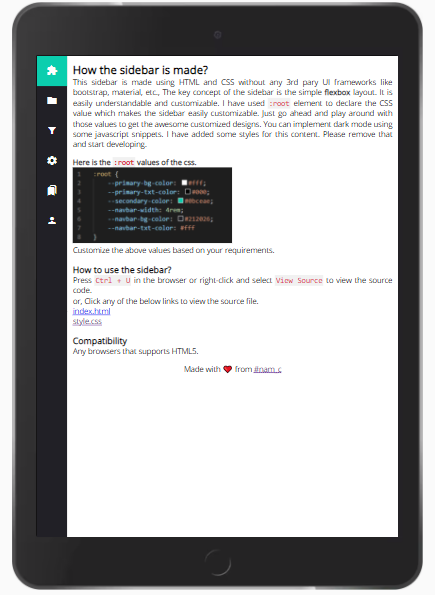 How the sidebar is made?
This sidebar is made using HTML and CSS without any 3rd pary UI frameworks like
bootstrap, material, etc., The key concept of the sidebar is the simple flexbox layout. It is
easily understandable and customizable. I have used :root element to declare the CSS
value which makes the sidebar easily customizable. Just go ahead and play around with
those values to get the awesome customized designs. You can implement dark mode using
some javascript snippets. I have added some styles for this content. Please remove that
and start developing.
Here is the :root values of the css.
1 :root {
2 --primary-bg-color: #fff;
3 --primary-txt-color: #000;
4 --secondary-color: #0bceae;
5 --navbar-width: 4rem;
6 --navbar-bg-color: #212026;
7 --navbar-txt-color: #fff
8 }
Customize the above values based on your requirements.
How to use the sidebar?
Press Ctrl + U in the browser or right-click and select View Source to view the source
code.
or, Click any of the below links to view the source file.
index.html
style.css
Compatibility
Any browsers that supports HTML5.
Made with ❤ from #nam_c